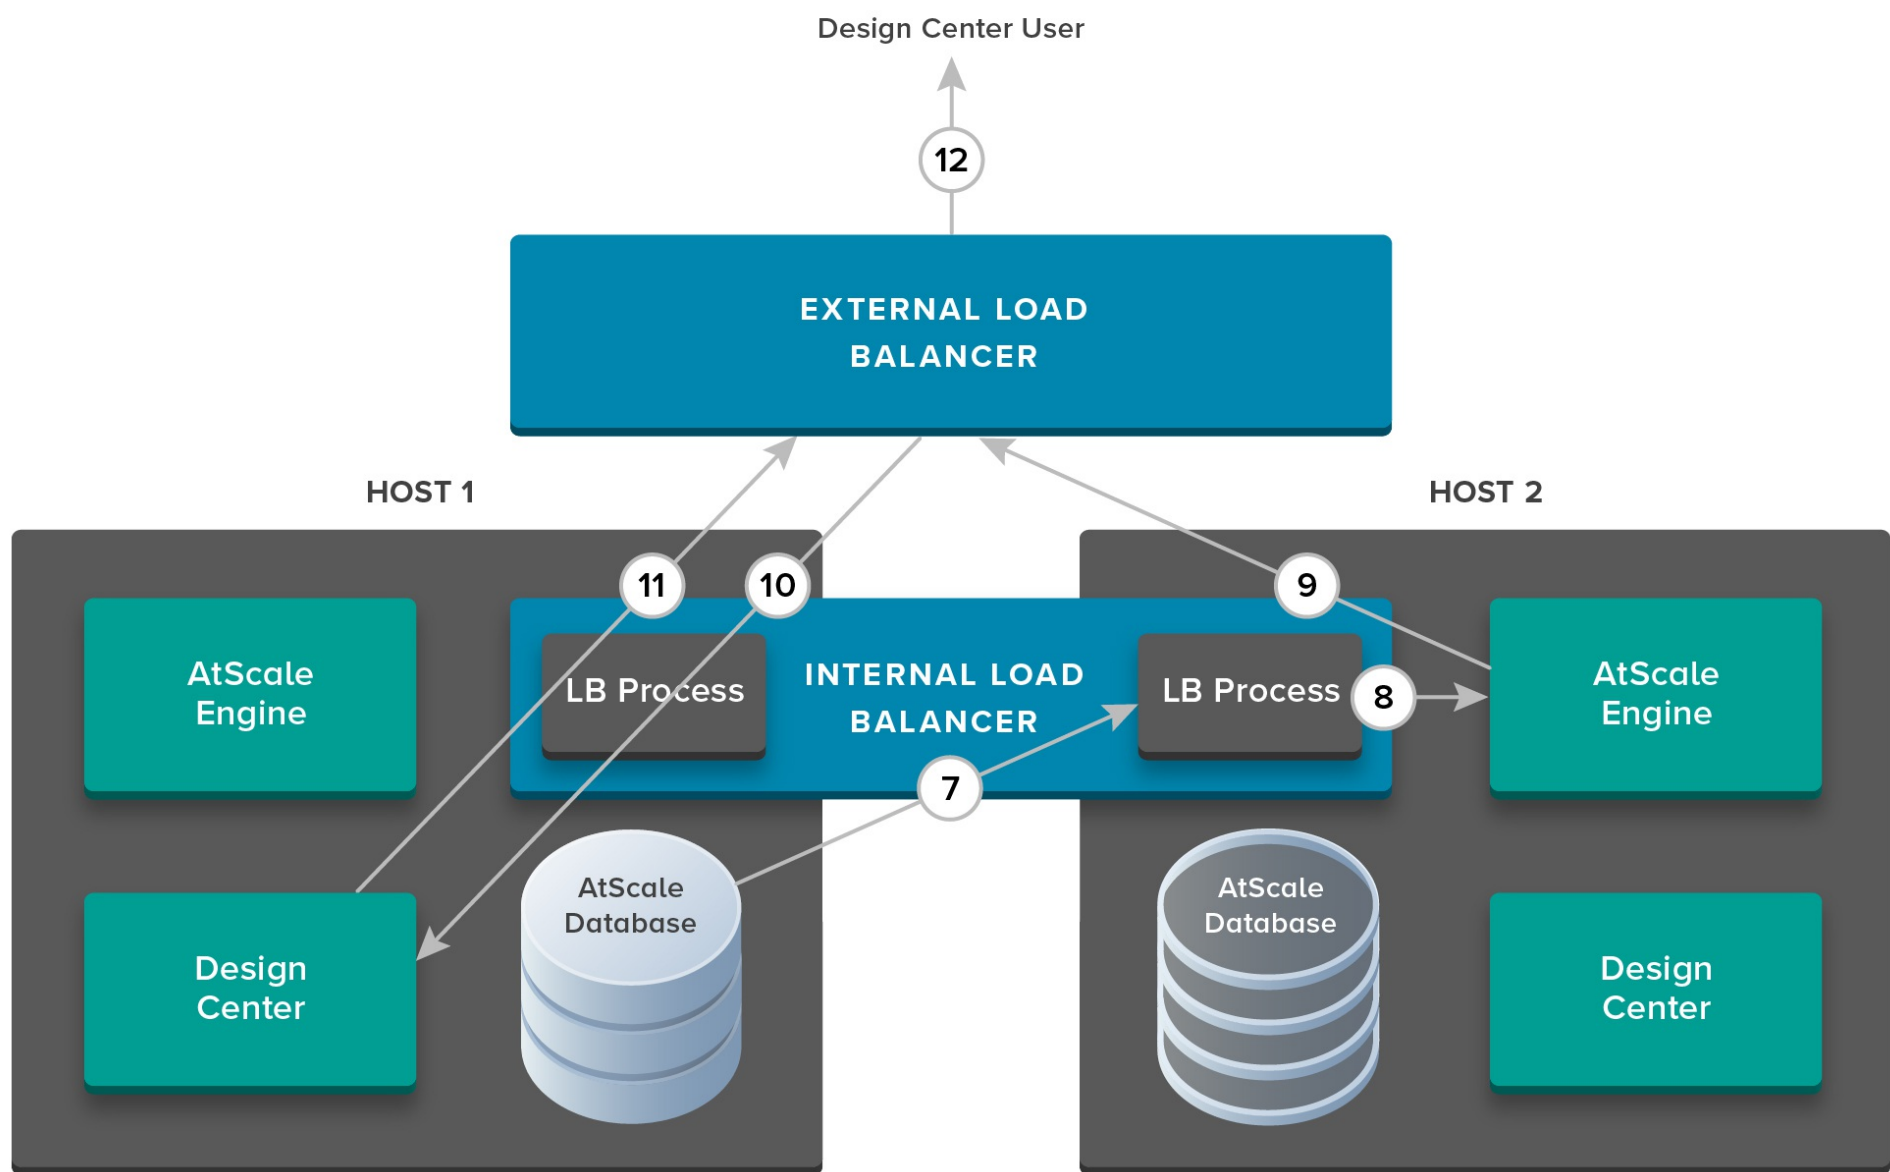 Design Center User
12
EXTERNAL LOAD
BALANCER
HOST 1
HOST 2
11
10
9
AtScale
Engine
LB Process
INTERNAL LOAD
BALANCER
LB Process
8
AtScale
Engine
7
AtScale
Database
AtScale
Database
Design
Center
Design
Center